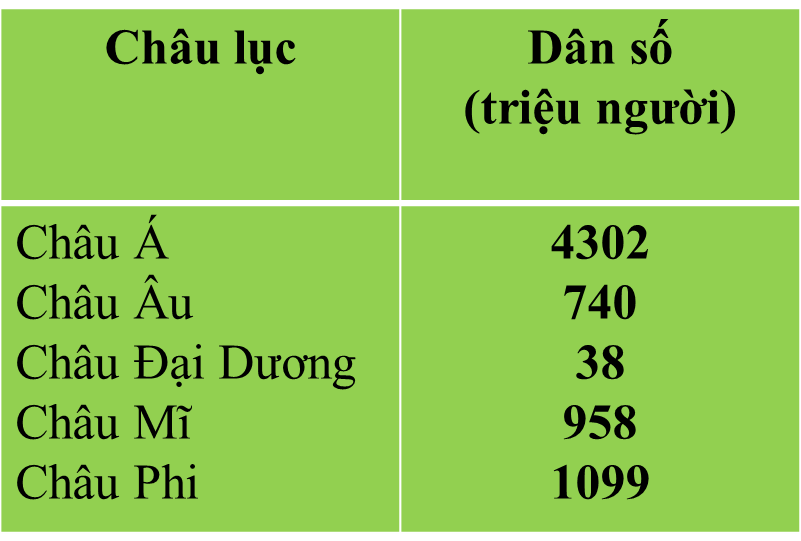 Châu lục
Dân số
(triệu người)
Châu Á
4302
Châu Âu
740
Châu Đại Dương
38
Châu Mĩ
958
Châu Phi
1099